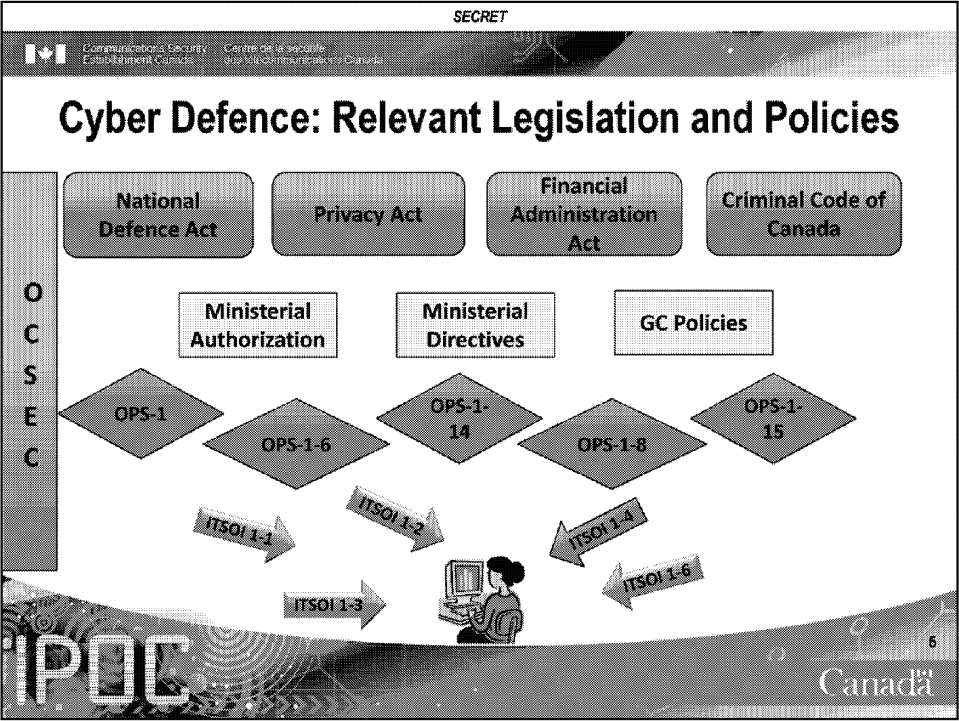 SECRET
Communications Security Centre de la sécurité
Establishment Canada des télécommunications Canada
Cyber Defence: Relevant Legislation and Policies
National
Defence Act
Privacy Act
Financial
Administration
Act
Criminal Code of
Canada
O
C
S
E
C
Ministerial
Authorization
Ministerial
Directives
GC Policies
OPS-1
OPS-1-6
OPS-1-
14
OPS-1-8
OPS-1-
15
ITSOI 1-1
ITSOI 1-2
ITSOI 1-4
ITSOI 1-3
ITSOI 1-6
IPOC
5
Canada